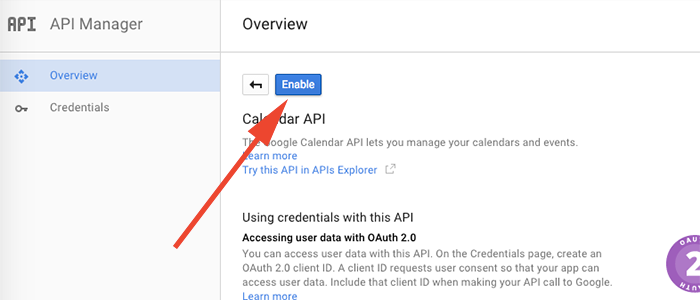 API API Manager
Overview
Overview
Credentials
Enable
Calendar API
The Google Calendar API lets you manage your calendars and events.
Learn more
Try this API in APIs Explorer
Using credentials with this API
Accessing user data with OAuth 2.0
You can access user data with this API. On the Credentials page, create an
OAuth 2.0 client ID. A client ID requests user consent so that your app can
access user data. Include that client ID when making your API call to Google.
Learn more
OAU
2
UTH